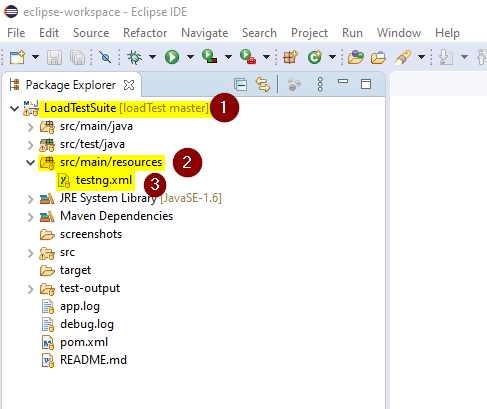 eclipse-workspace - Eclipse IDE
File Edit Source Refactor Navigate Search Project Run Window Help
Package Explorer
LoadTestSuite [loadTest master] 1
src/main/java
src/test/java
src/main/resources 2
testng.xml 3
JRE System Library [JavaSE-1.6]
Maven Dependencies
screenshots
src
target
test-output
app.log
debug.log
pom.xml
README.md